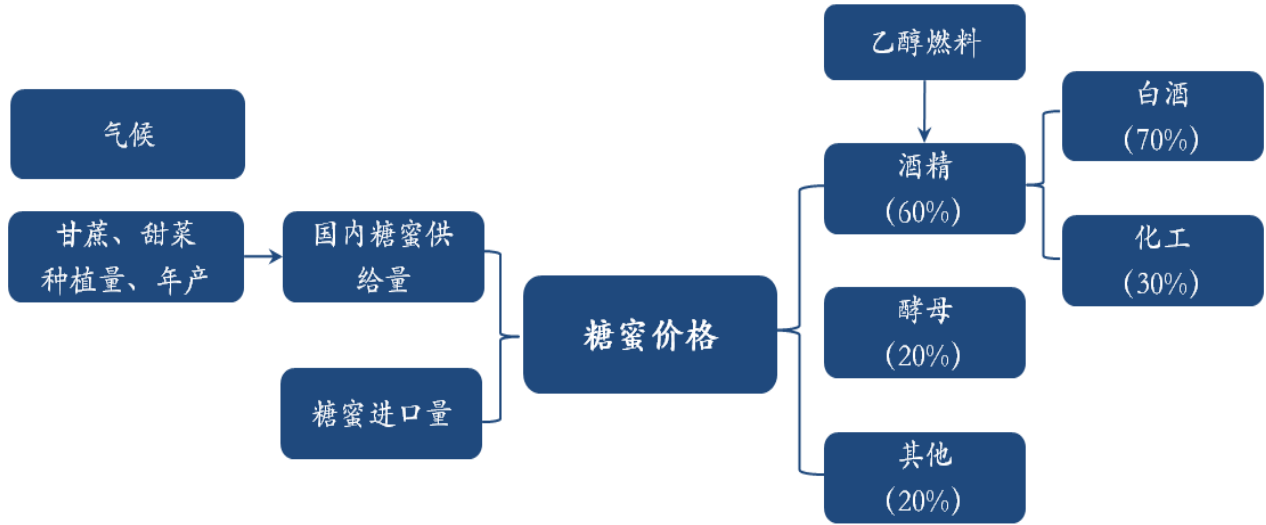 气候
甘蔗、甜菜
种植量、年产
国内糖蜜供
给量
糖蜜进口量
糖蜜价格
乙醇燃料
酒精
(60%)
白酒
(70%)
化工
(30%)
酵母
(20%)
其他
(20%)